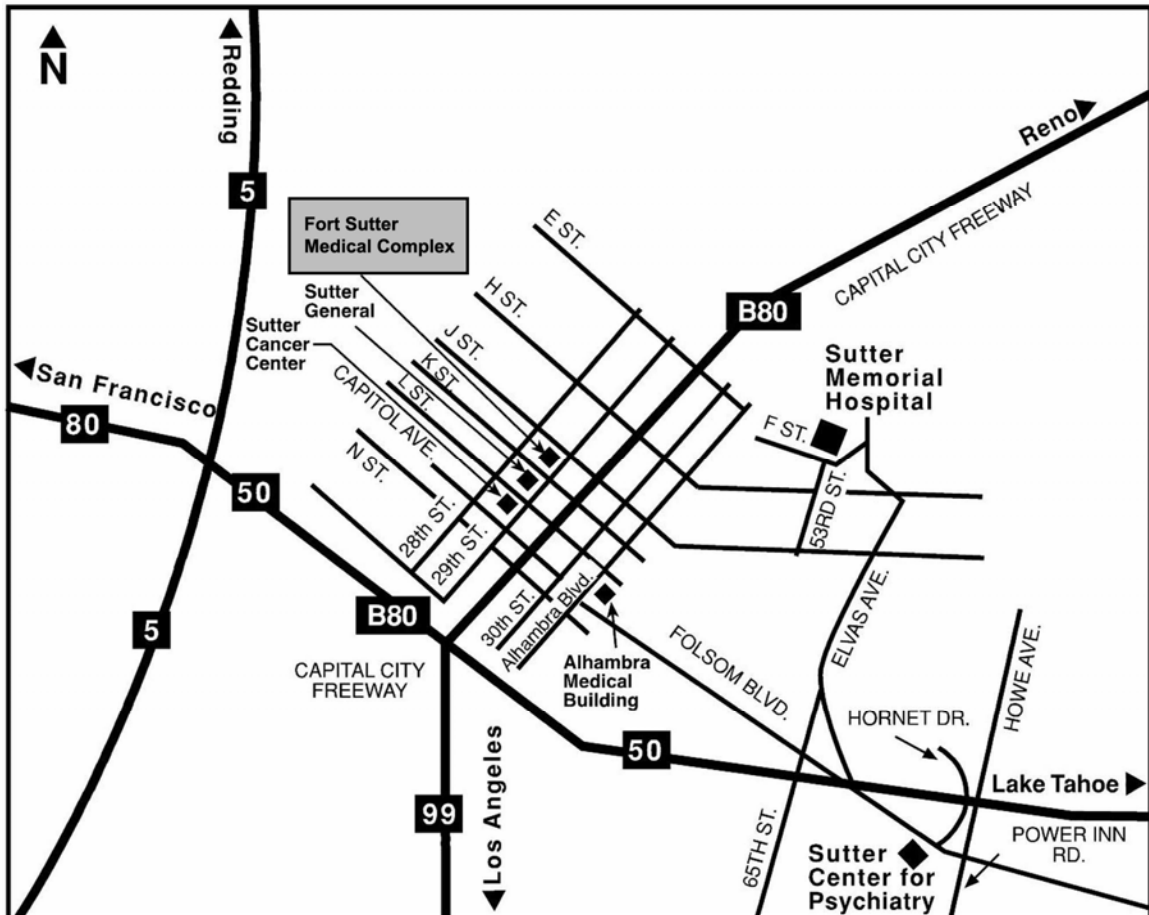 N
Redding
5
Reno
Fort Sutter
Medical Complex
E ST.
CAPITAL CITY FREEWAY
H ST.
Sutter
General
B80
Sutter
Cancer
Center
J ST.
K ST.
L ST.
CAPITOL AVE.
N ST.
San Francisco
80
Sutter
Memorial
Hospital
F ST.
53RD ST.
50
28th ST.
29th ST.
30th ST.
Alhambra Blvd.
B80
5
CAPITAL CITY
FREEWAY
Alhambra
Medical
Building
FOLSOM BLVD.
ELVAS AVE.
HOWE AVE.
HORNET DR.
50
Lake Tahoe
99
Los Angeles
65TH ST.
Sutter
Center for
Psychiatry
POWER INN
RD.